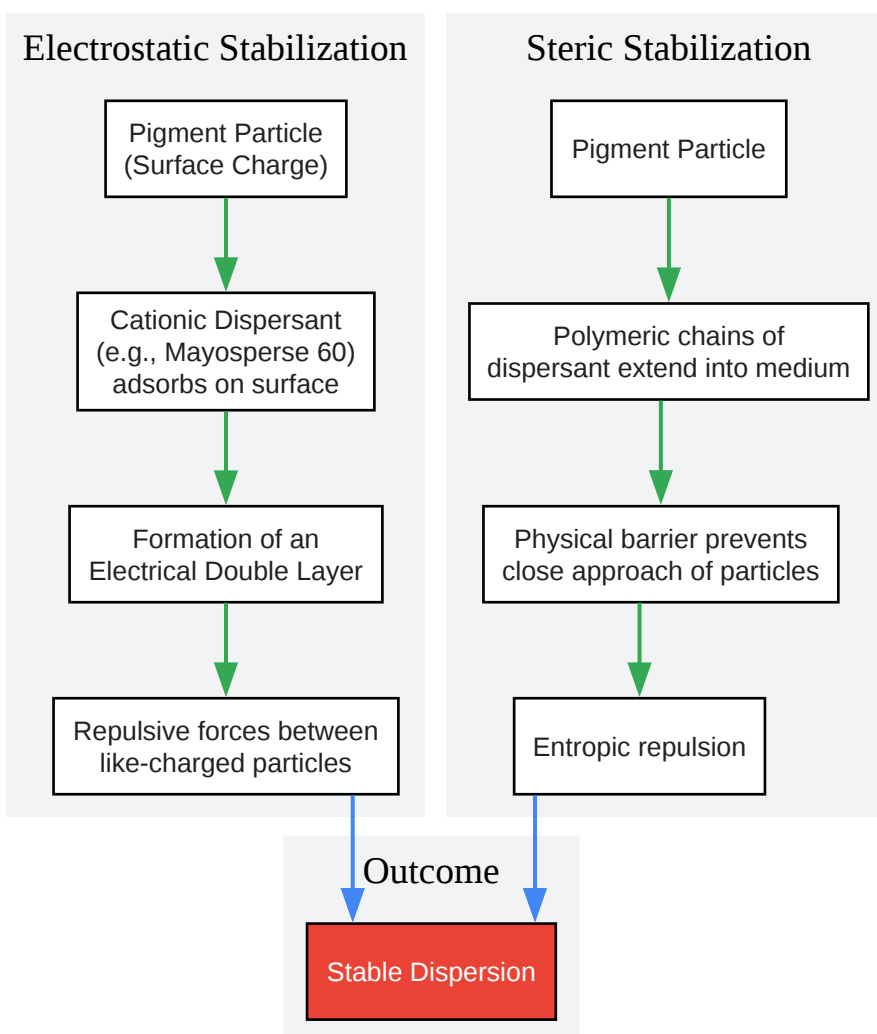 Electrostatic Stabilization
Pigment Particle
(Surface Charge)
Cationic Dispersant
(e.g., Mayosperse 60)
adsorbs on surface
Formation of an
Electrical Double Layer
Repulsive forces between
like-charged particles
Steric Stabilization
Pigment Particle
Polymeric chains of
dispersant extend into medium
Physical barrier prevents
close approach of particles
Entropic repulsion
Outcome
Stable Dispersion